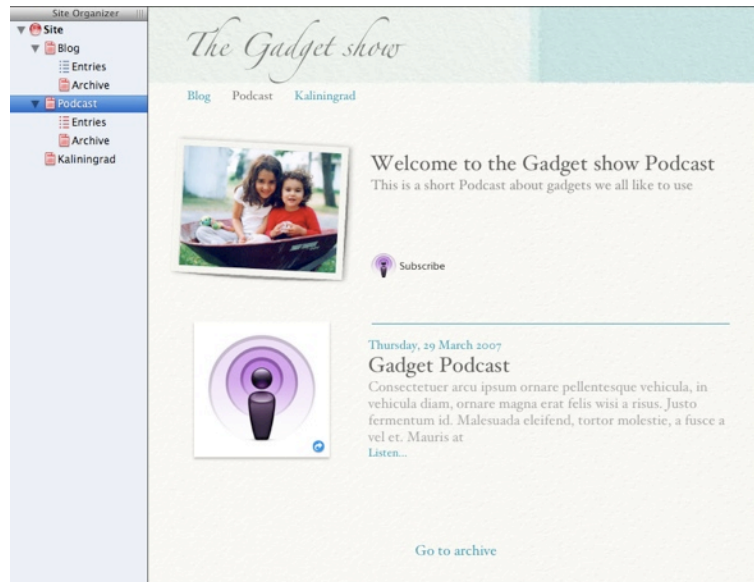 Site Organizer
Site
Blog
Entries
Archive
Podcast
Entries
Archive
Kaliningrad
The Gadget show
Blog Podcast Kaliningrad
Welcome to the Gadget show Podcast
This is a short Podcast about gadgets we all like to use
Subscribe
Thursday, 29 March 2007
Gadget Podcast
Consectetuer arcu ipsum ornare pellentesque vehicula, in
vehicula diam, ornare magna erat felis wisi a risus. Justo
fermentum id. Malesuada eleifend, tortor molestie, a fusce a
vel et. Mauris at
Listen...
Go to archive